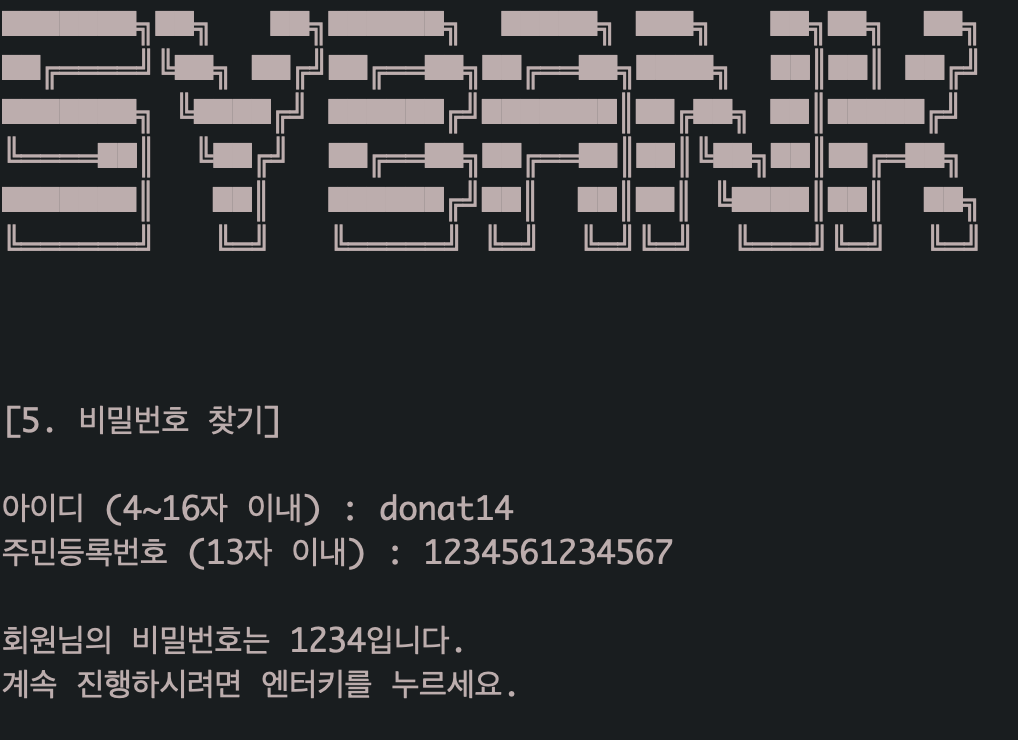 SYBANK
[5. 비밀번호 찾기]
아이디 (4~16자 이내) : donat14
주민등록번호 (13자 이내) : 1234561234567
회원님의 비밀번호는 1234입니다.
계속 진행하시려면 엔터키를 누르세요.